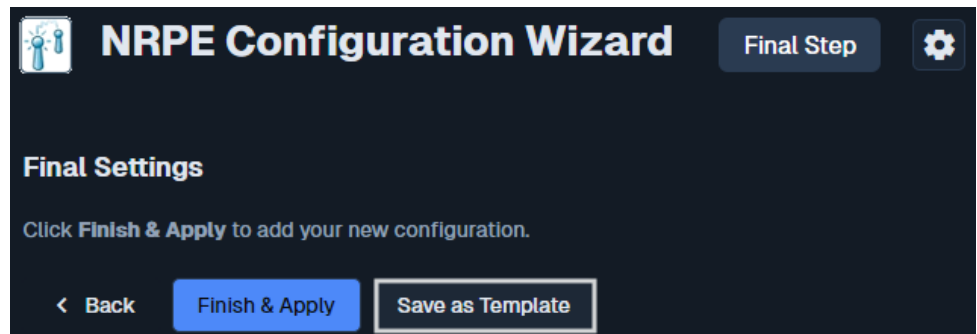 NRPE Configuration Wizard Final Step
Final Settings
Click Finish & Apply to add your new configuration.
Back Finish & Apply Save as Template